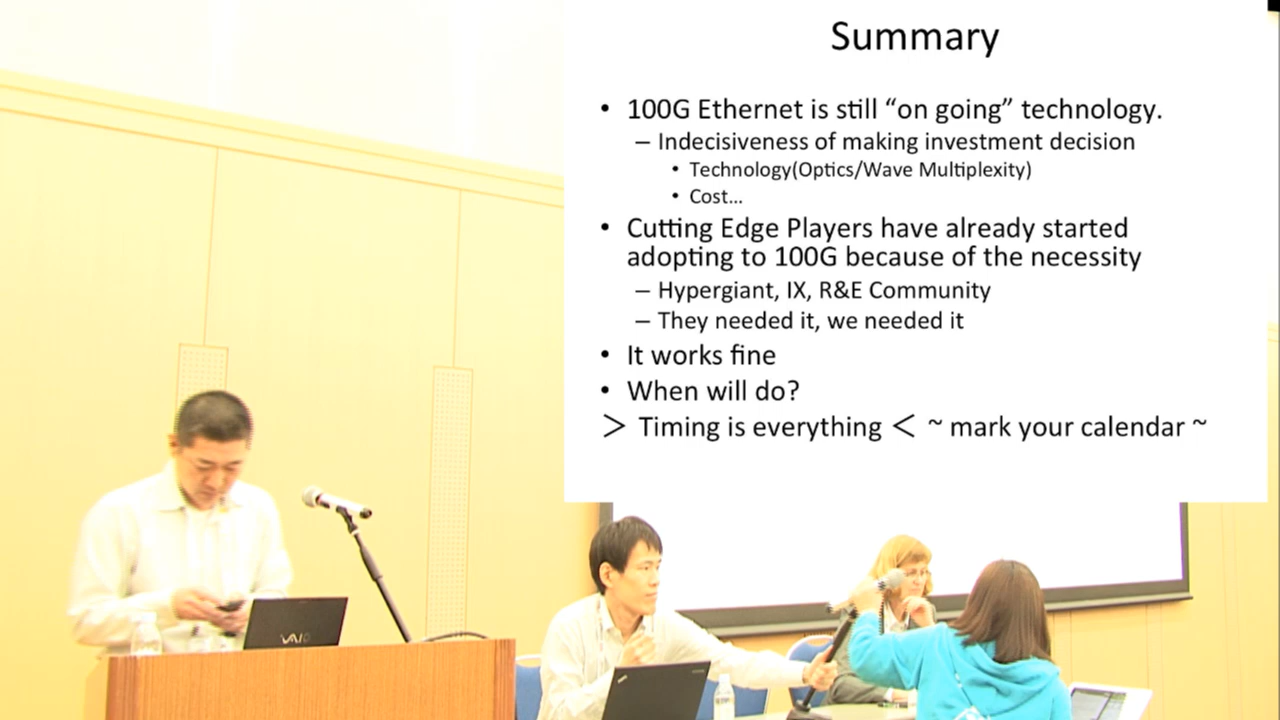 Summary
• 100G Ethernet is still “on going” technology.
– Indecisiveness of making investment decision
• Technology(Optics/Wave Multiplexity)
• Cost…
• Cutting Edge Players have already started
adopting to 100G because of the necessity
– Hypergiant, IX, R&E Community
– They needed it, we needed it
• It works fine
• When will do?
＞ Timing is everything ＜ ~ mark your calendar ~
VAIO